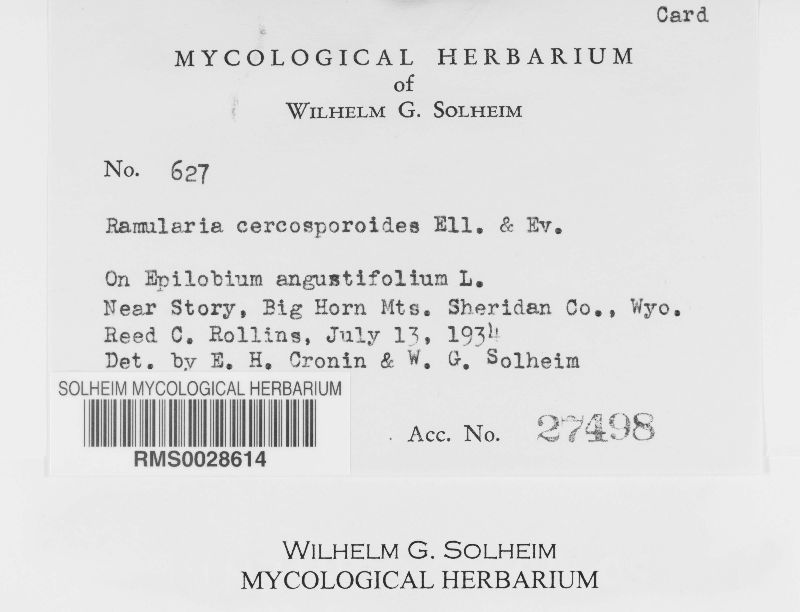 Card
MYCOLOGICAL HERBARIUM
of
WILHELM G. SOLHEIM
No. 627
Ramularia cercosporoides Ell. & Ev.
On Epilobium angustifolium L.
Near Story, Big Horn Mts. Sheridan Co., Wyo.
Reed C. Rollins, July 13, 1934
Det. by E. H. Cronin & W. G. Solheim
SOLHEIM MYCOLOGICAL HERBARIUM
RMS0028614
Acc. No. 27498
WILHELM G. SOLHEIM
MYCOLOGICAL HERBARIUM